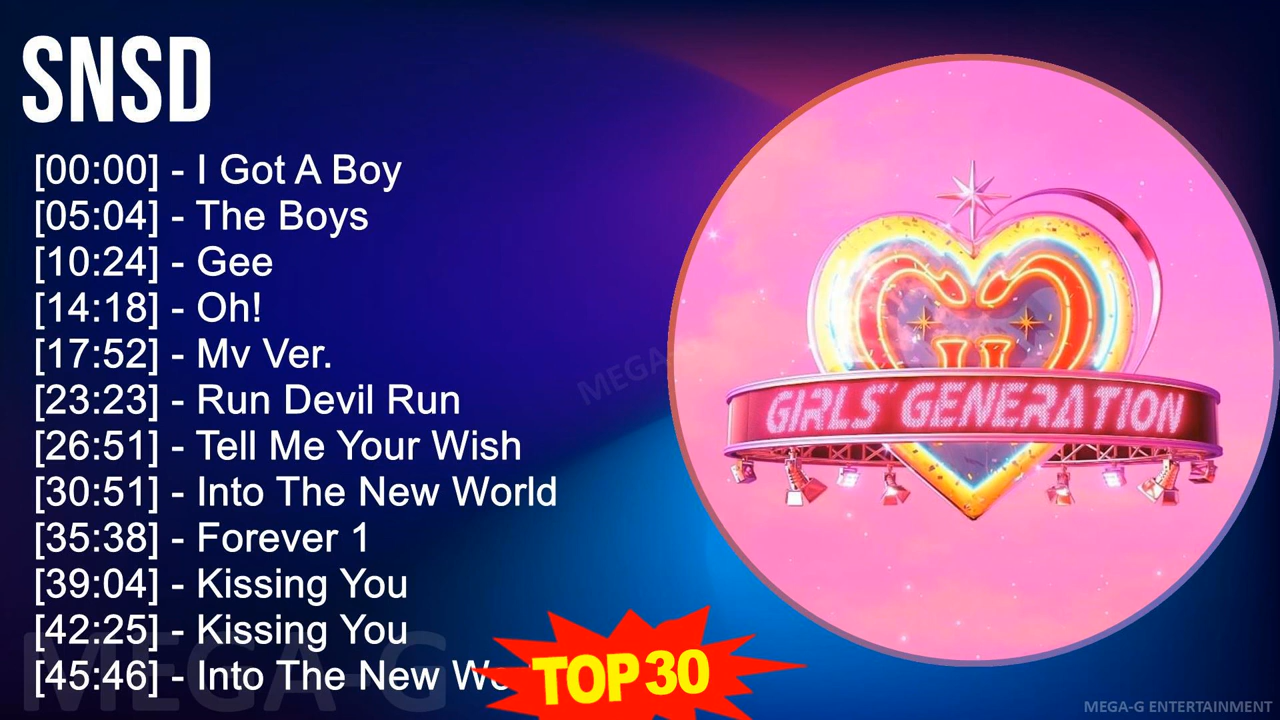 SNSD
[00:00] - I Got A Boy
[05:04] - The Boys
[10:24] - Gee
[14:18] - Oh!
[17:52] - Mv Ver.
[23:23] - Run Devil Run
[26:51] - Tell Me Your Wish
[30:51] - Into The New World
[35:38] - Forever 1
[39:04] - Kissing You
[42:25] - Kissing You
[45:46] - Into The New
TOP 30
GIRLS' GENERATION
MEGA-G
MEGA-G ENTERTAINMENT